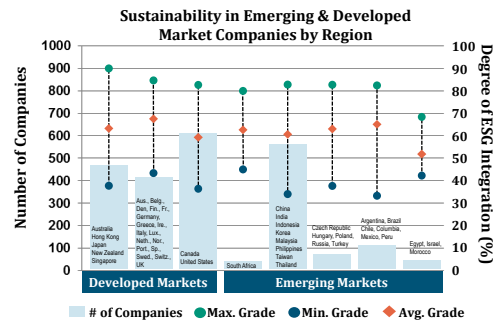 Sustainability in Emerging & Developed
Market Companies by Region
Number of Companies
1000
900
800
700
600
500
400
300
200
100
0
Degree of ESG Integration (%)
100
90
80
70
60
50
40
30
20
10
0
Australia
Hong Kong
Japan
New Zealand
Singapore
Aus., Belg.,
Den, Fin., Fr.,
Germany,
Greece, Ire.,
Italy, Lux.,
Neth., Nor.,
Port., Sp.,
Swed., Switz.,
UK
Canada
United States
South Africa
China
India
Indonesia
Korea
Malaysia
Philippines
Taiwan
Thailand
Czech Republic
Hungary, Poland,
Russia, Turkey
Argentina, Brazil
Chile, Columbia,
Mexico, Peru
Egypt, Israel,
Morocco
Developed Markets
Emerging Markets
# of Companies
Max. Grade
Min. Grade
Avg. Grade